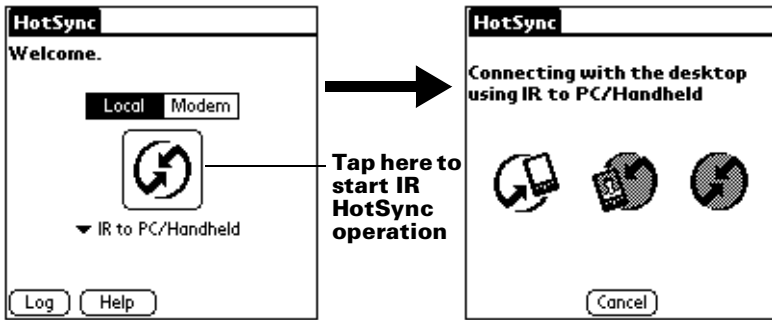 HotSync
Welcome.
Local Modem
IR to PC/Handheld
Log Help
Tap here to
start IR
HotSync
operation
HotSync
Connecting with the desktop
using IR to PC/Handheld
Cancel